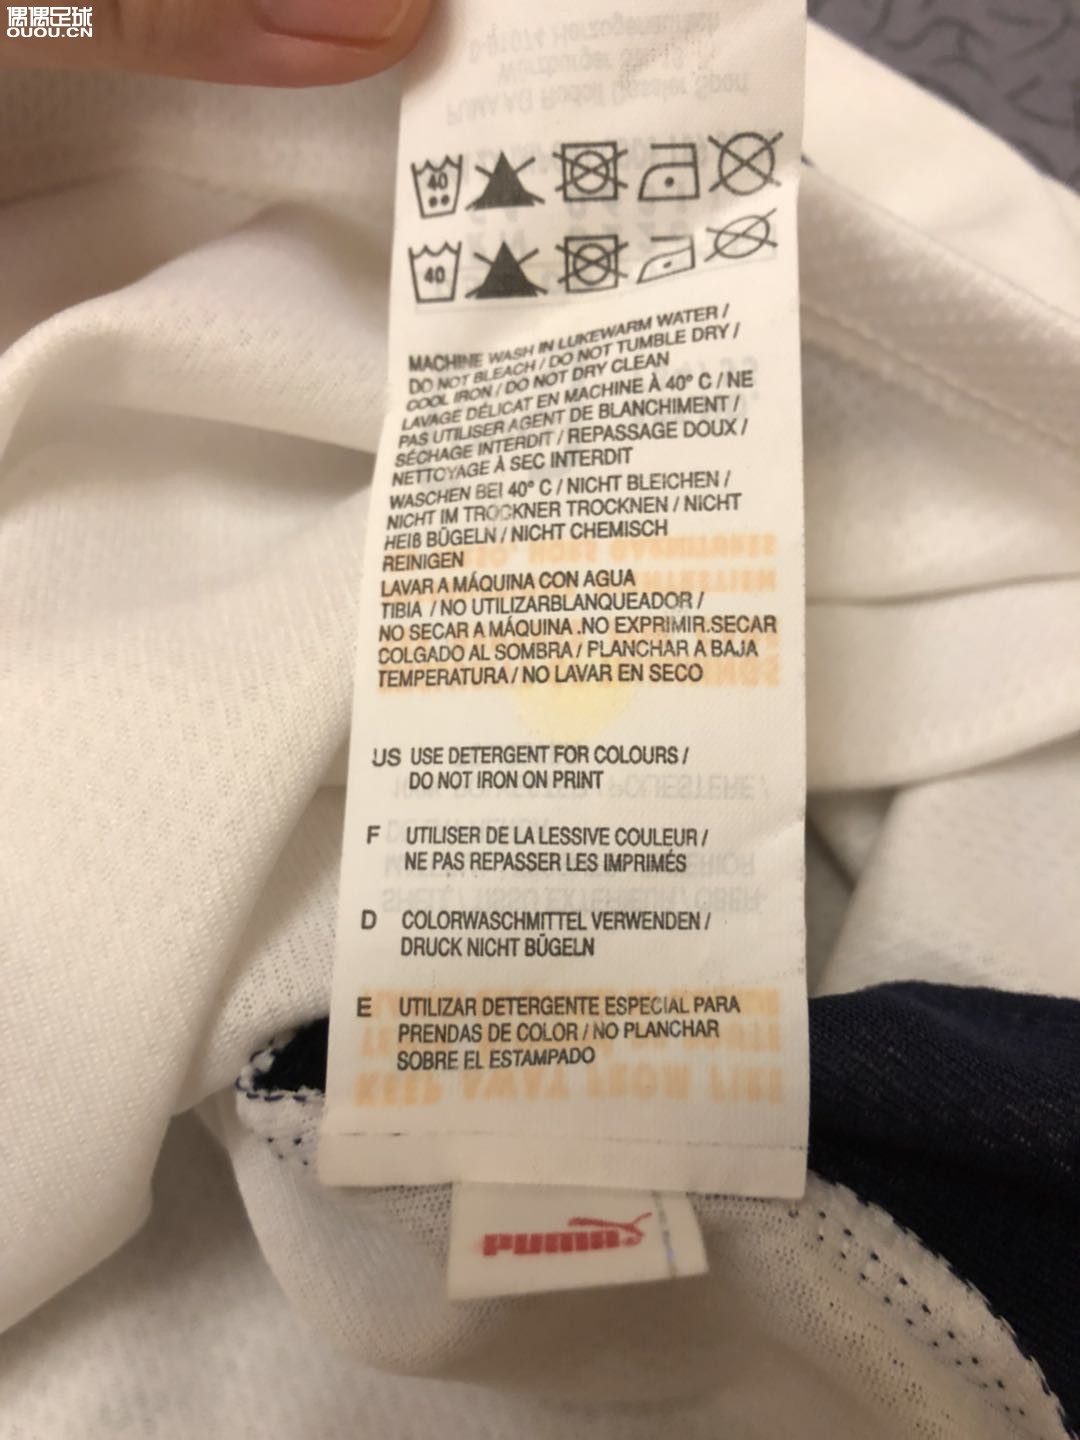 偶偶足球
OUOU.CN
40
40
MACHINE WASH IN LUKEWARM WATER /
DO NOT BLEACH / DO NOT TUMBLE DRY /
COOL IRON / DO NOT DRY CLEAN
LAVAGE DÉLICAT EN MACHINE À 40° C / NE
PAS UTILISER AGENT DE BLANCHIMENT /
SÉCHAGE INTERDIT / REPASSAGE DOUX /
NETTOYAGE À SEC INTERDIT
WASCHEN BEI 40° C / NICHT BLEICHEN /
NICHT IM TROCKNER TROCKNEN / NICHT
HEIß BÜGELN / NICHT CHEMISCH
REINIGEN
LAVAR A MÁQUINA CON AGUA
TIBIA / NO UTILIZARBLANQUEADOR /
NO SECAR A MÁQUINA .NO EXPRIMIR.SECAR
COLGADO AL SOMBRA / PLANCHAR A BAJA
TEMPERATURA / NO LAVAR EN SECO
US USE DETERGENT FOR COLOURS /
DO NOT IRON ON PRINT
F UTILISER DE LA LESSIVE COULEUR /
NE PAS REPASSER LES IMPRIMÉS
D COLORWASCHMITTEL VERWENDEN /
DRUCK NICHT BÜGELN
E UTILIZAR DETERGENTE ESPECIAL PARA
PRENDAS DE COLOR / NO PLANCHAR
SOBRE EL ESTAMPADO
PUMA